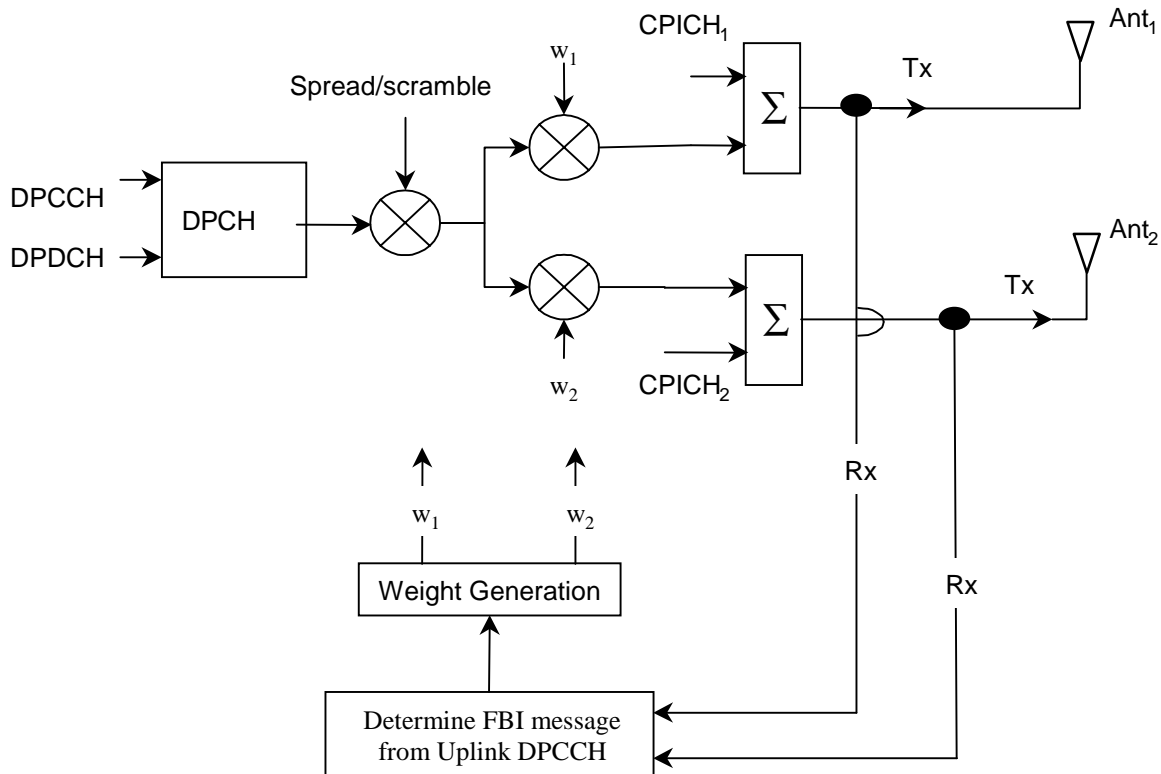 Ant₁
CPICH₁
w₁
Tx
Spread/scramble
Σ
DPCCH
DPCH
DPDCH
Ant₂
Tx
Σ
w₂
CPICH₂
Rx
w₁
w₂
Rx
Weight Generation
Determine FBI message
from Uplink DPCCH